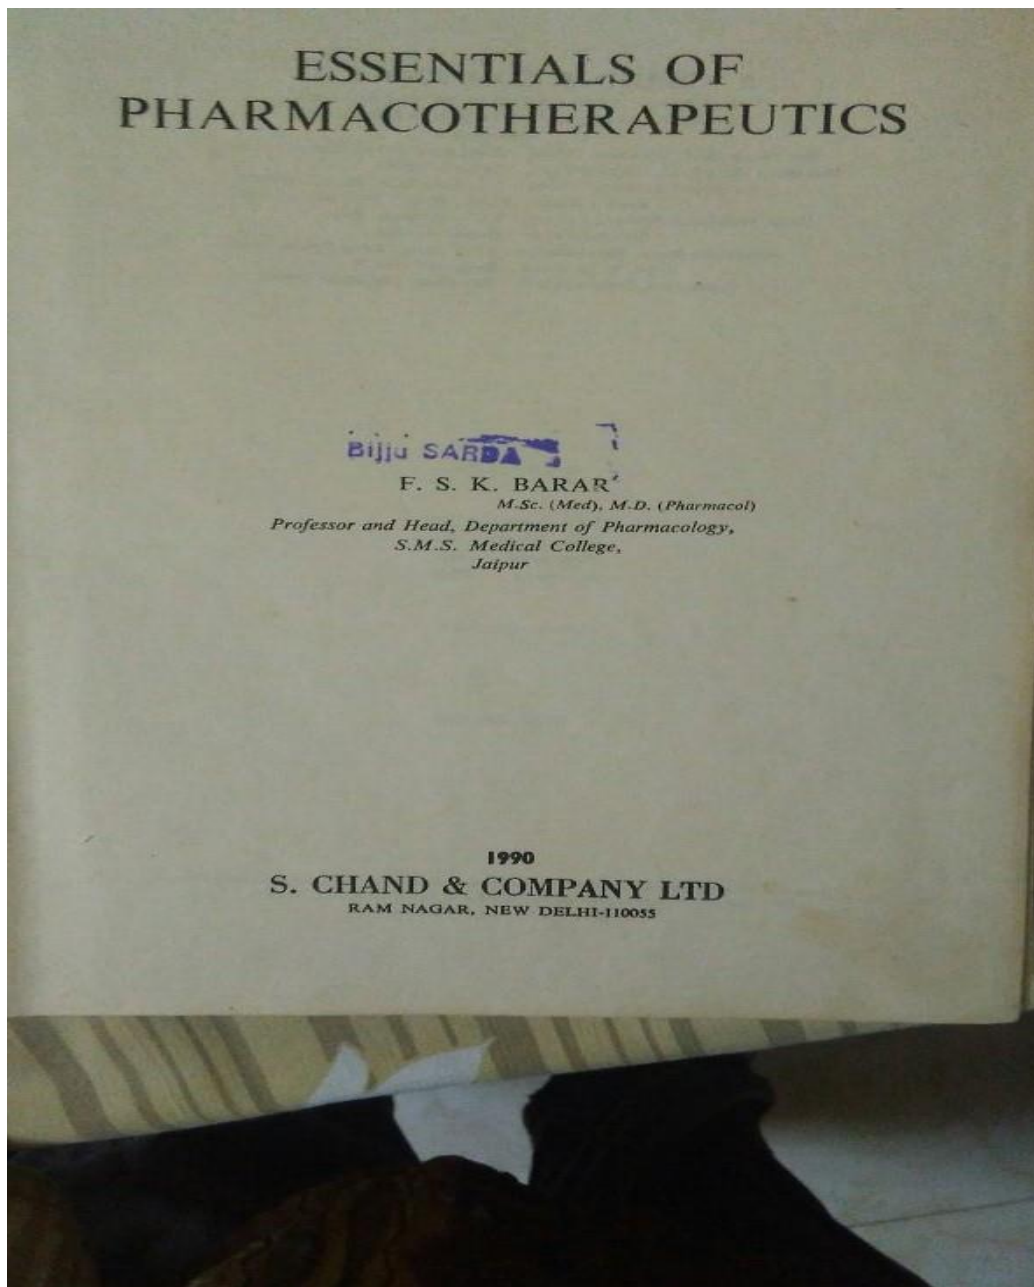 ESSENTIALS OF
PHARMACOTHERAPEUTICS
Bijju SARDA
F. S. K. BARAR
M.Sc. (Med), M.D. (Pharmacol)
Professor and Head, Department of Pharmacology,
S.M.S. Medical College,
Jaipur
1990
S. CHAND & COMPANY LTD
RAM NAGAR, NEW DELHI-110055